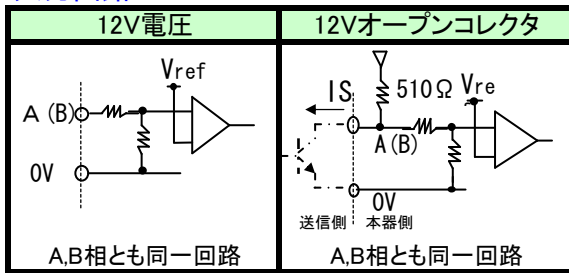 12V電圧
12Vオープンコレクタ
Vref
A (B)
0V
A,B相とも同一回路
IS
510Ω
Vre
A(B)
0V
送信側
本器側
A,B相とも同一回路